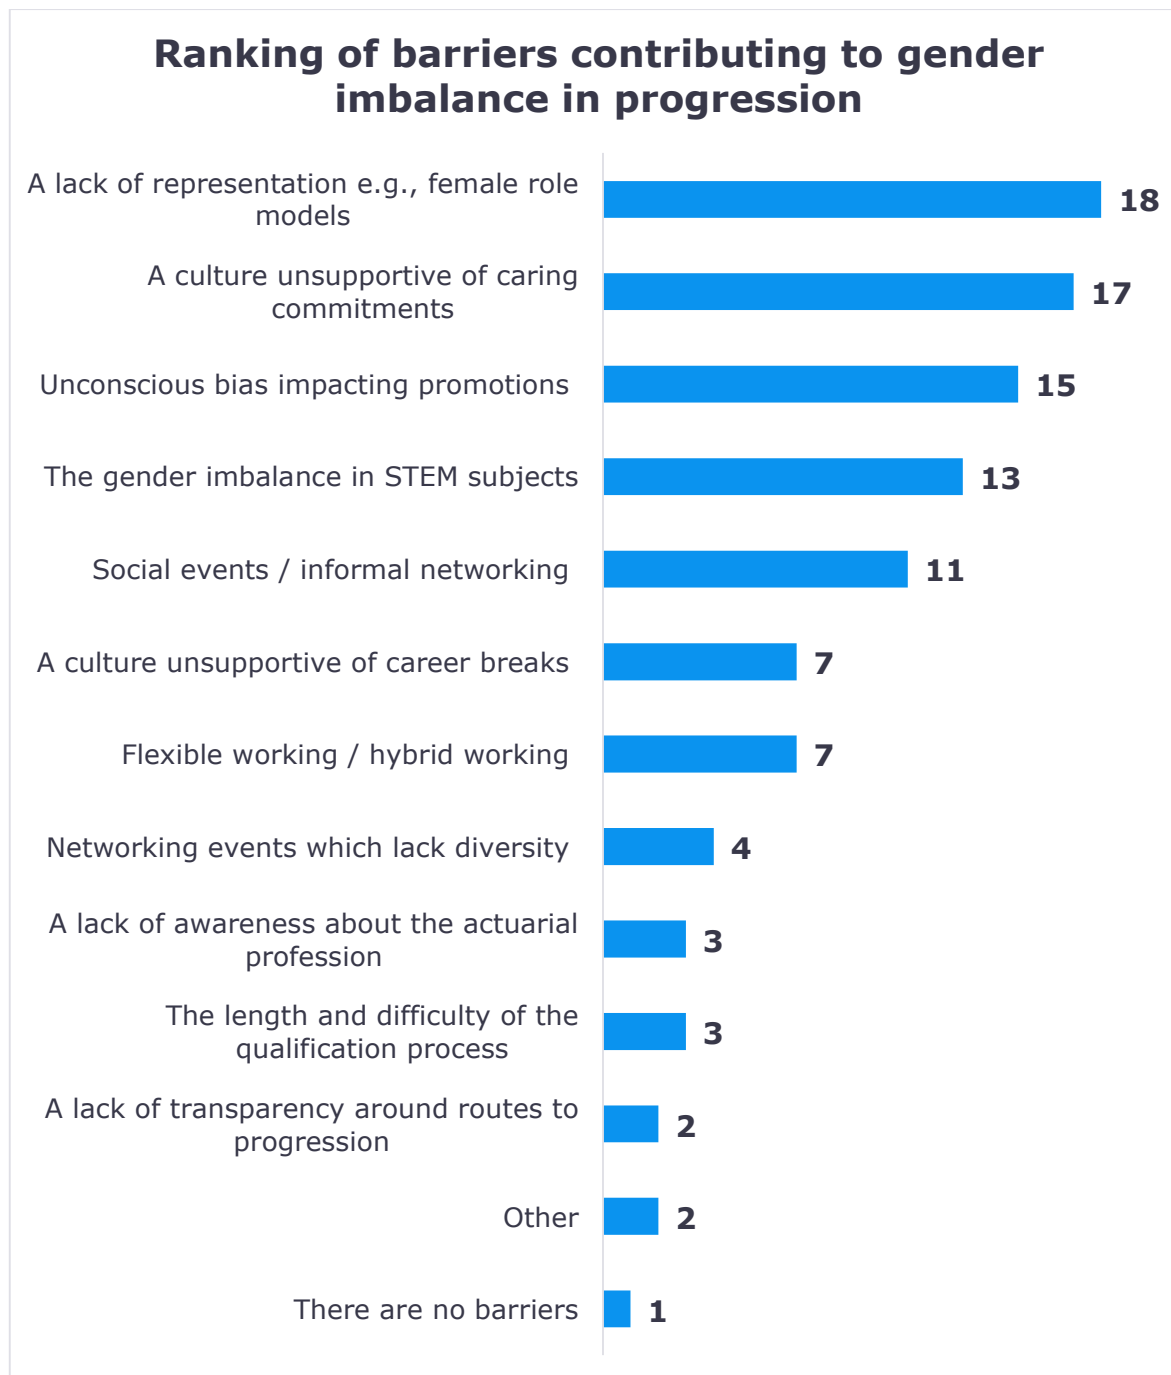 Ranking of barriers contributing to gender
imbalance in progression
A lack of representation e.g., female role
models
18
A culture unsupportive of caring
commitments
17
Unconscious bias impacting promotions
15
The gender imbalance in STEM subjects
13
Social events / informal networking
11
A culture unsupportive of career breaks
7
Flexible working / hybrid working
7
Networking events which lack diversity
4
A lack of awareness about the actuarial
profession
3
The length and difficulty of the
qualification process
3
A lack of transparency around routes to
progression
2
Other
2
There are no barriers
1